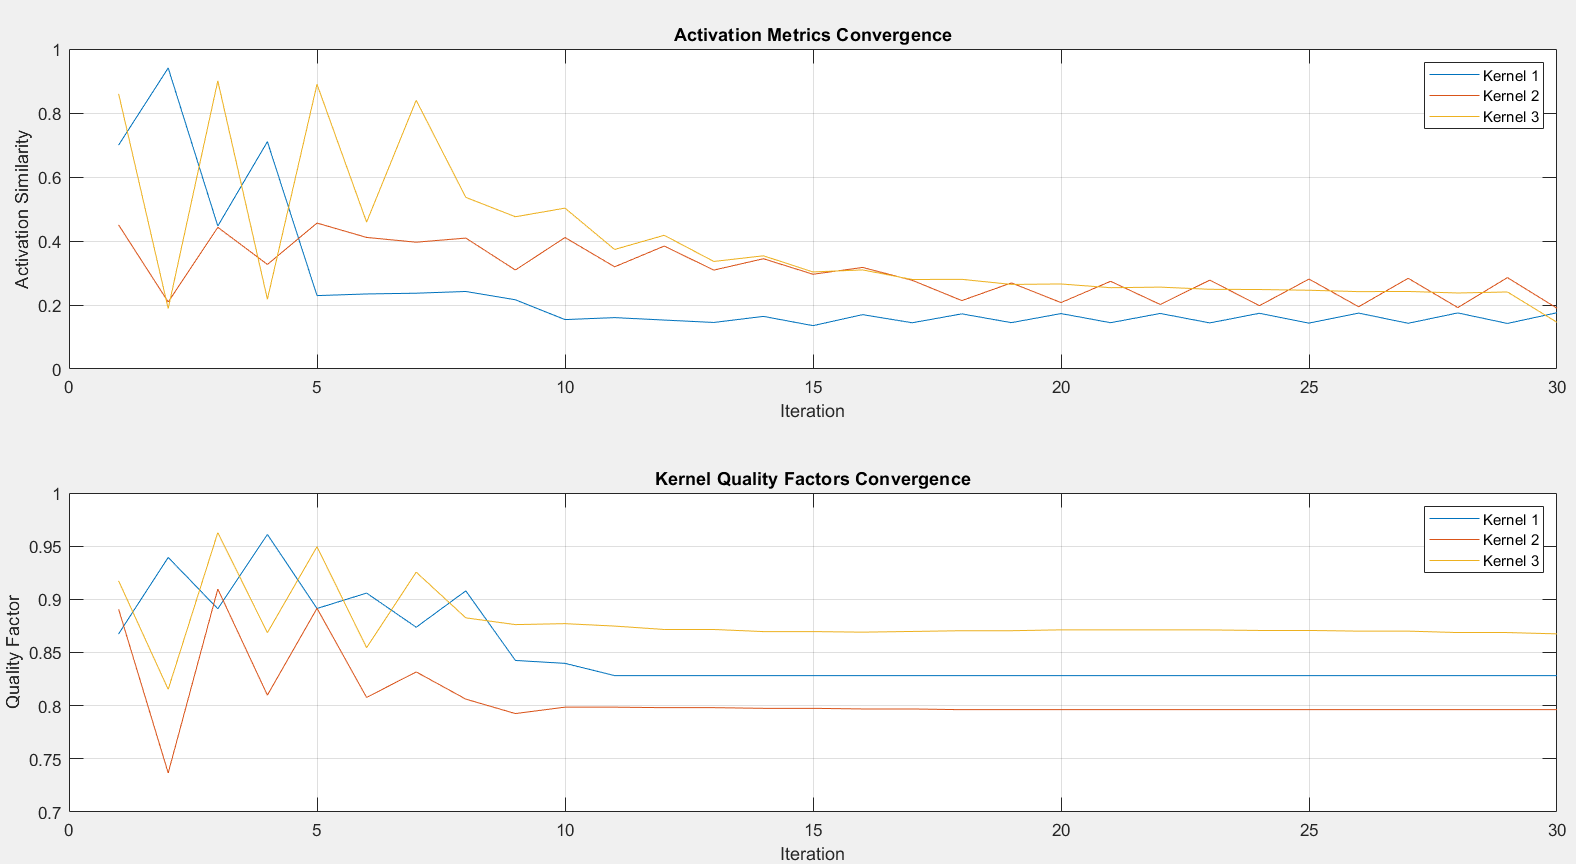 Activation Metrics Convergence
1
0.8
0.6
0.4
0.2
0
Activation Similarity
0
5
10
15
20
25
30
Iteration
Kernel 1
Kernel 2
Kernel 3
Kernel Quality Factors Convergence
1
0.95
0.9
0.85
0.8
0.75
0.7
Quality Factor
0
5
10
15
20
25
30
Iteration
Kernel 1
Kernel 2
Kernel 3